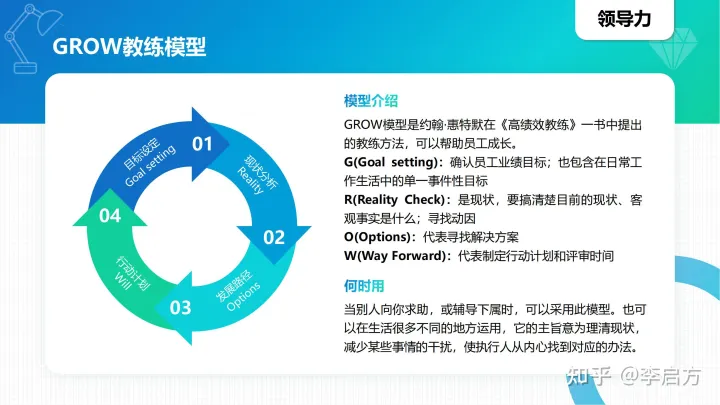 领导力
GROW教练模型
01
目标设定
Goal setting
现状分析
Reality
02
发展路径
Options
03
行动计划
Will
04
模型介绍
GROW模型是约翰·惠特默在《高绩效教练》一书中提出
的教练方法，可以帮助员工成长。
G(Goal setting)：确认员工业绩目标；也包含在日常工
作生活中的单一事件性目标
R(Reality Check)：是现状，要搞清楚目前的现状、客
观事实是什么；寻找动因
O(Options)：代表寻找解决方案
W(Way Forward)：代表制定行动计划和评审时间
何时用
当别人向你求助，或辅导下属时，可以采用此模型。也可
以在生活很多不同的地方运用，它的主旨意为理清现状，
减少某些事情的干扰，使执行人从内心找到对应的办法。
知乎 @李启方